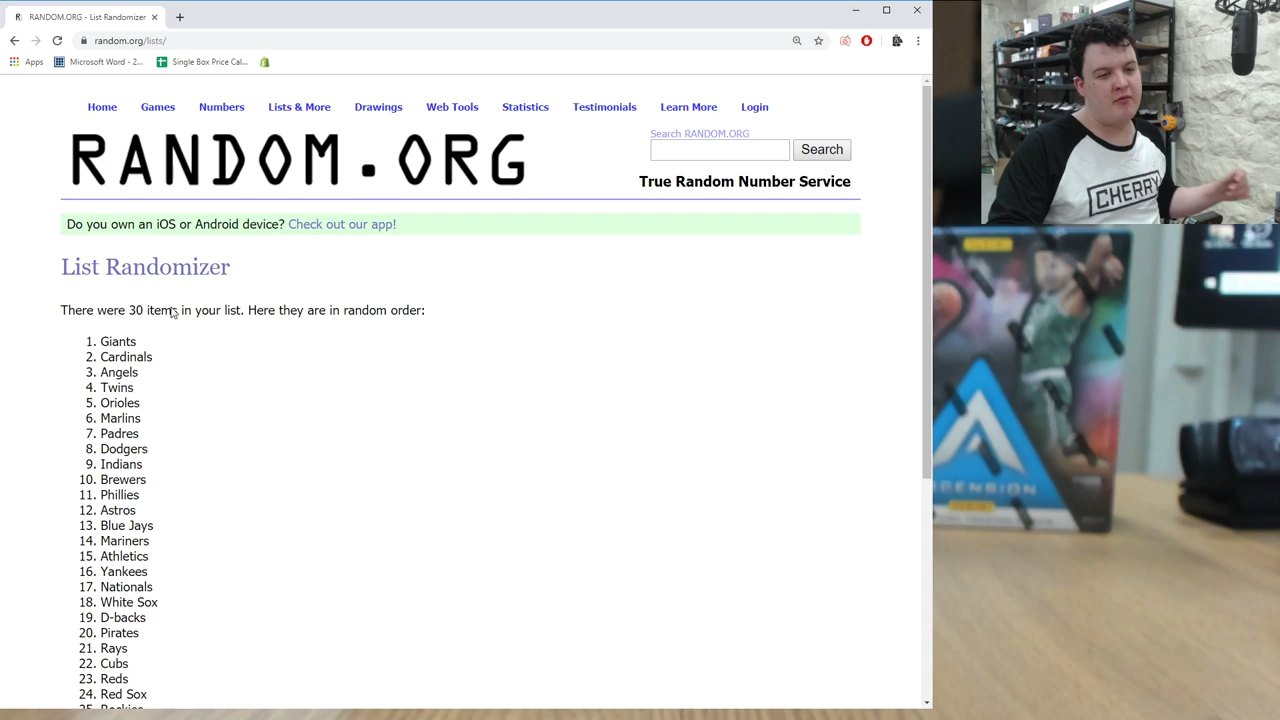 RANDOM.ORG - List Randomizer
random.org/lists/
Apps
Microsoft Word - 2...
Single Box Price Cal...
Home
Games
Numbers
Lists & More
Drawings
Web Tools
Statistics
Testimonials
Learn More
Login
RANDOM.ORG
Search RANDOM.ORG
Search
True Random Number Service
Do you own an iOS or Android device? Check out our app!
List Randomizer
There were 30 items in your list. Here they are in random order:
1. Giants
2. Cardinals
3. Angels
4. Twins
5. Orioles
6. Marlins
7. Padres
8. Dodgers
9. Indians
10. Brewers
11. Phillies
12. Astros
13. Blue Jays
14. Mariners
15. Athletics
16. Yankees
17. Nationals
18. White Sox
19. D-backs
20. Pirates
21. Rays
22. Cubs
23. Reds
24. Red Sox
25. Rockies
CHERRY